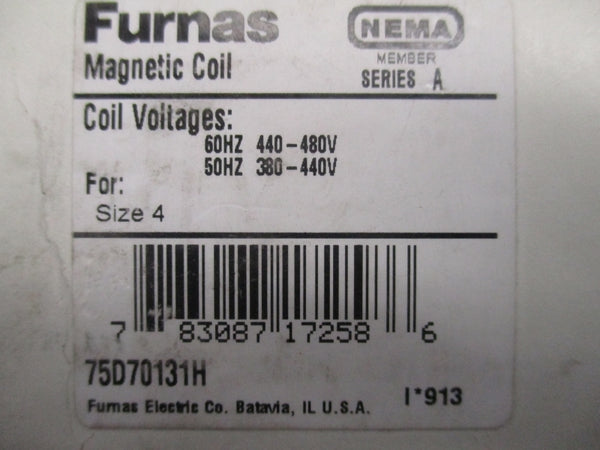 Furnas NEMA
MEMBER
Magnetic Coil SERIES A
Coil Voltages:
60HZ 440-480V
50HZ 380-440V
For:
Size 4
7 83087 17258 6
75D70131H
Furnas Electric Co. Batavia, IL U.S.A. I*913